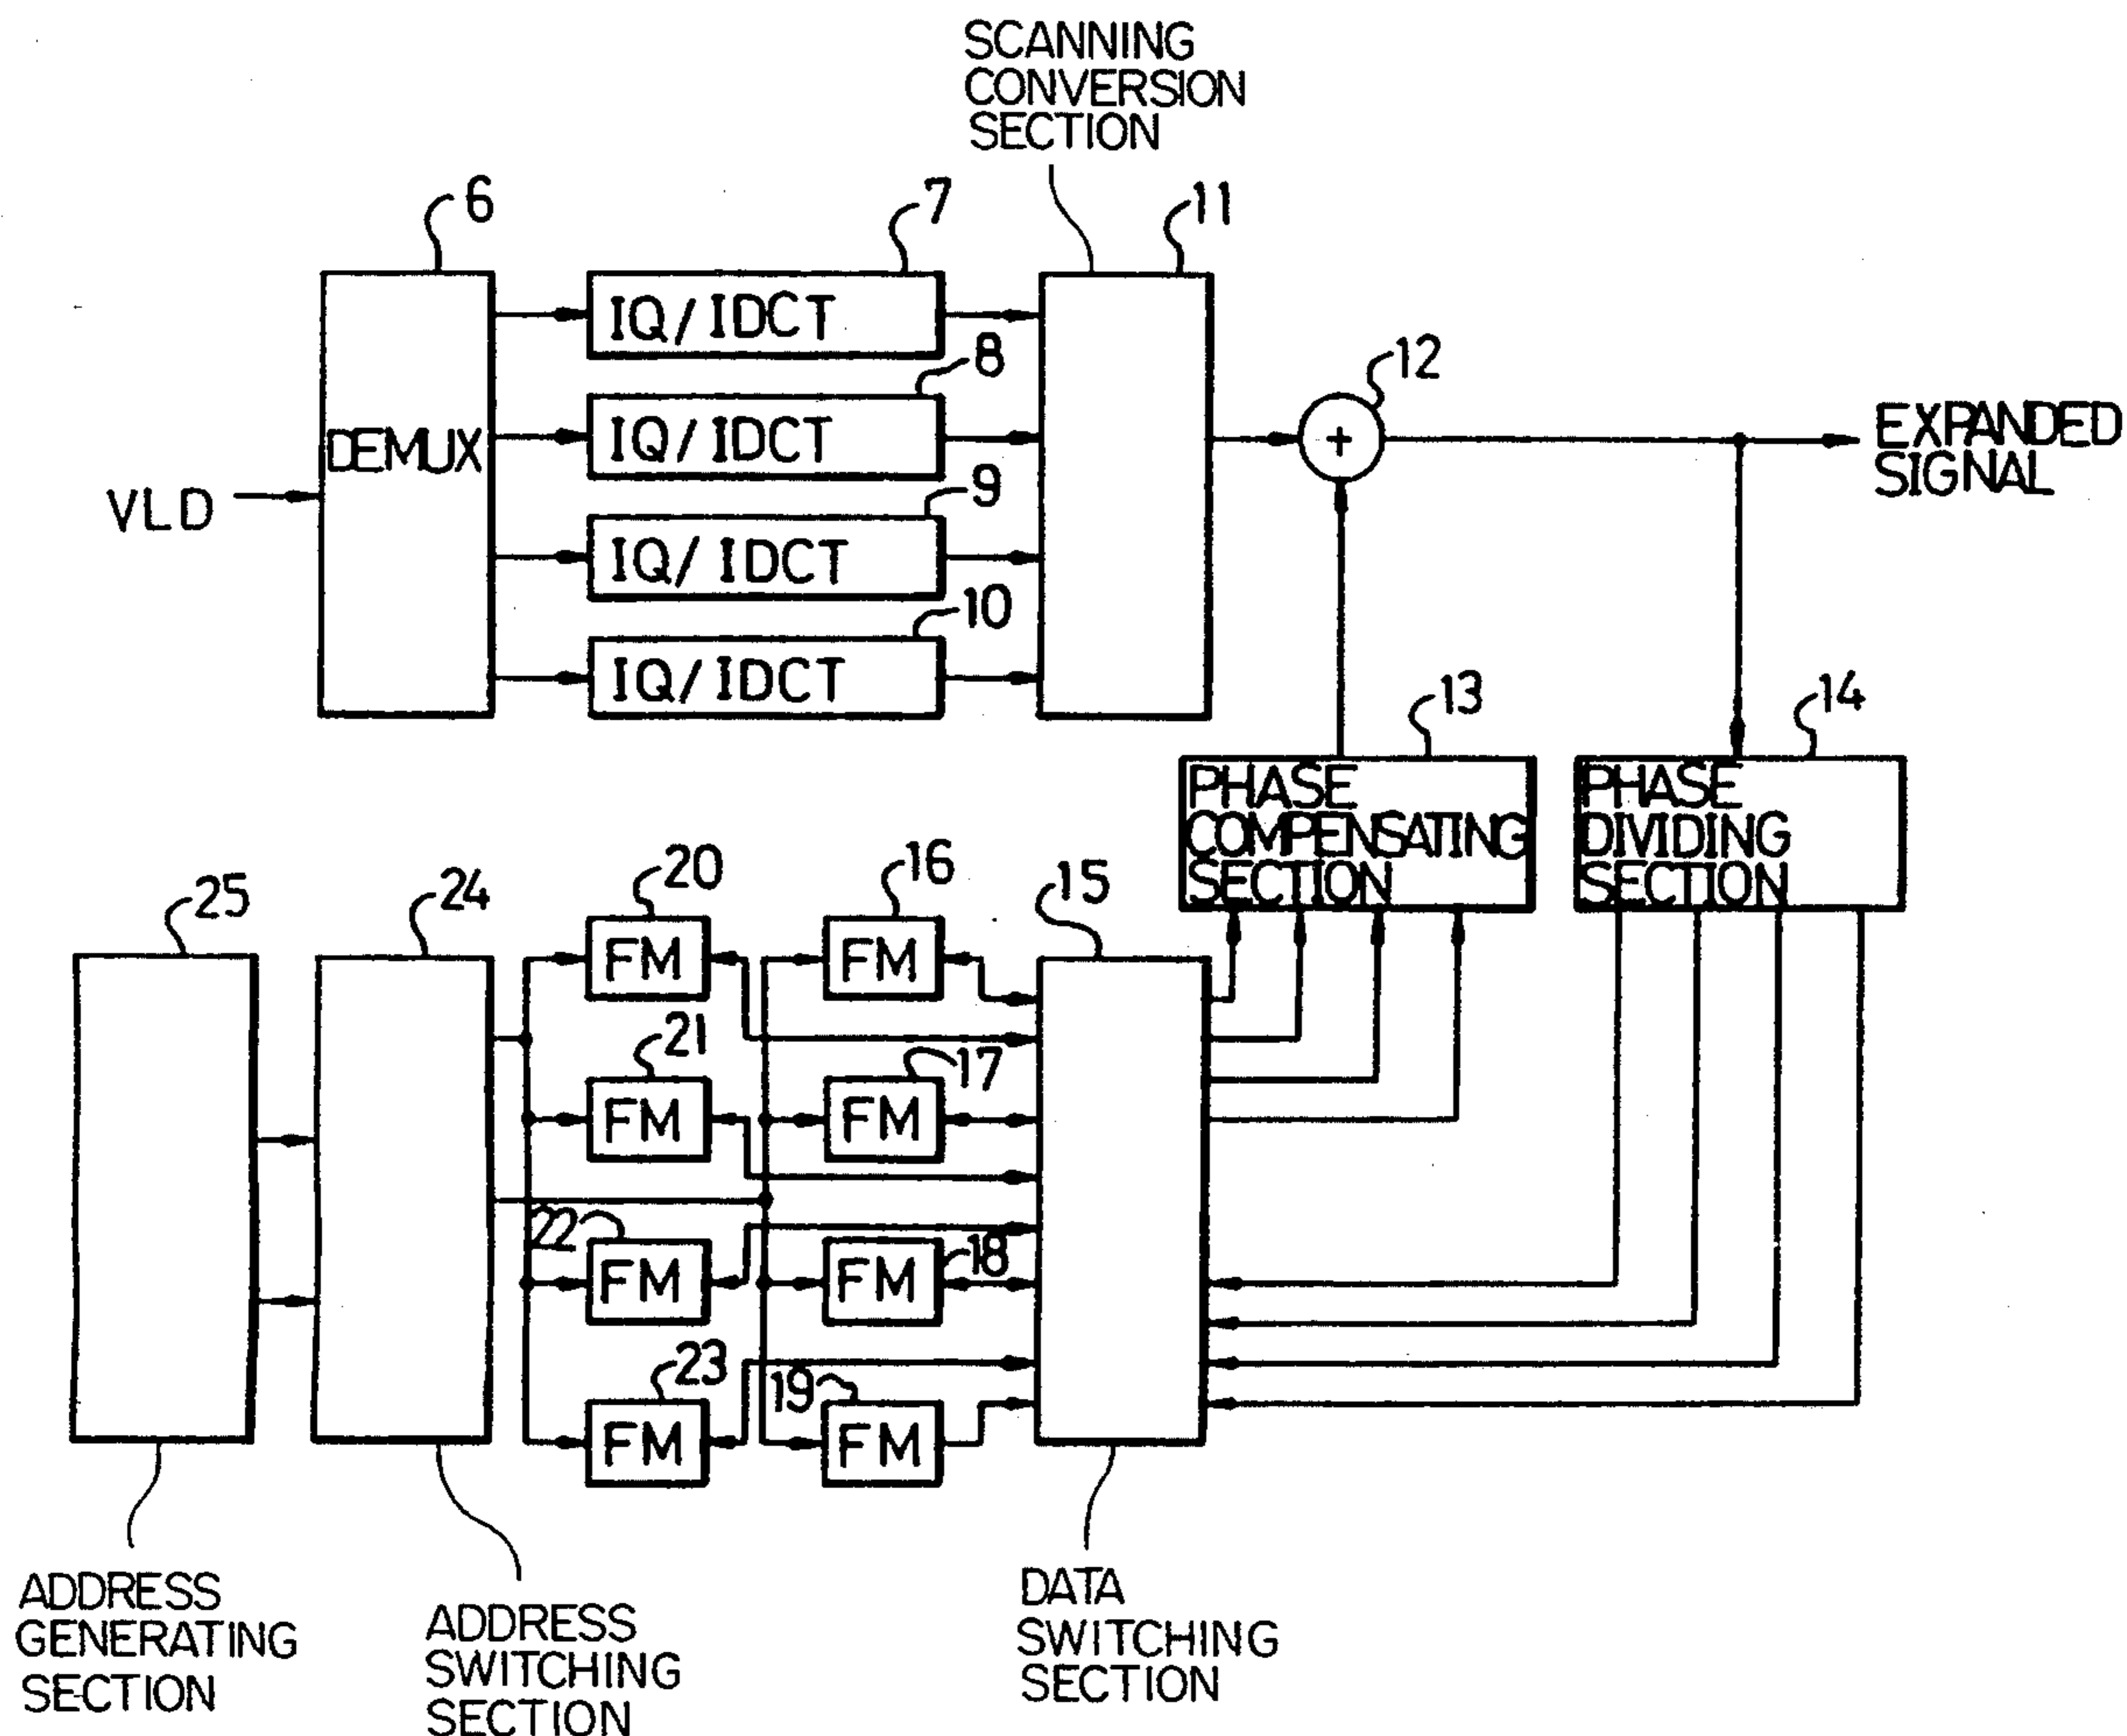 SCANNING
CONVERSION
SECTION
6
7
11
IQ/IDCT
8
12
DEMUX
IQ/IDCT
EXPANDED
SIGNAL
9
VLD
IQ/IDCT
10
IQ/IDCT
13
14
PHASE
COMPENSATING
SECTION
PHASE
DIVIDING
SECTION
25
24
20
16
15
FM
FM
21
17
FM
FM
22
18
FM
FM
23
19
FM
FM
ADDRESS
GENERATING
SECTION
ADDRESS
SWITCHING
SECTION
DATA
SWITCHING
SECTION
+